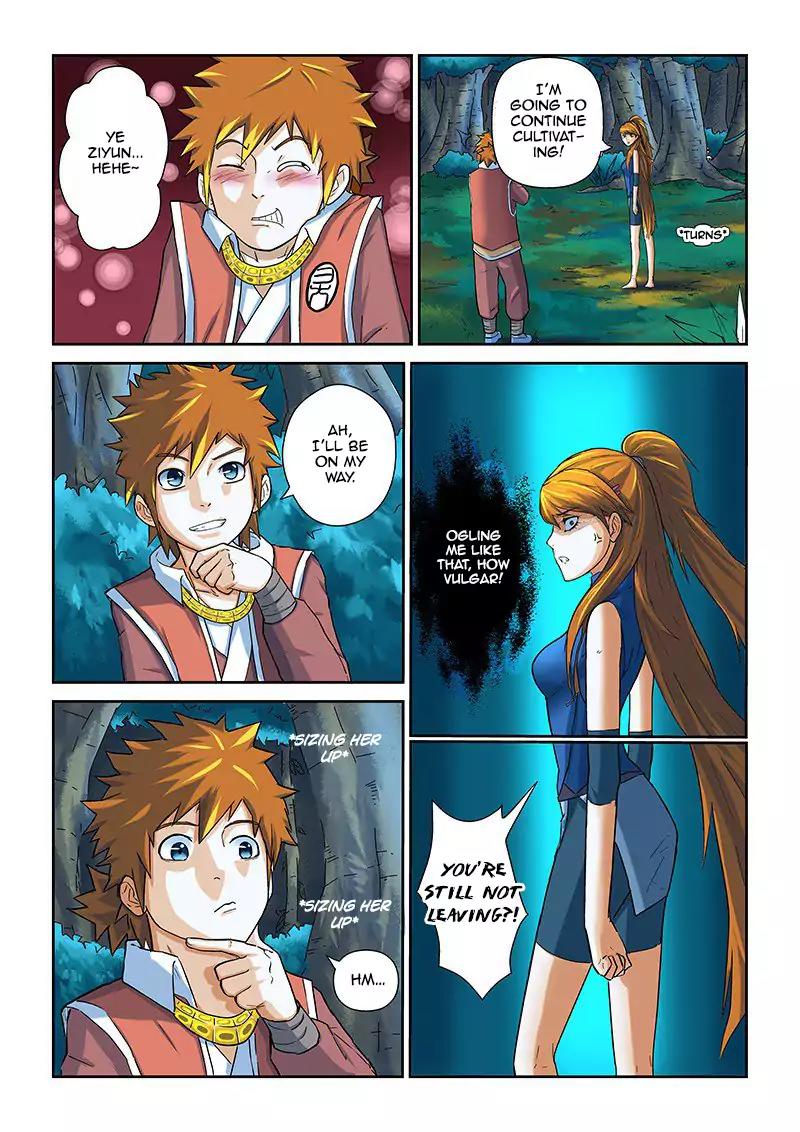 YE
ZIYUN...
HEHE~
I'M
GOING TO
CONTINUE
CULTIVAT-
ING!
*TURNS*
AH,
I'LL BE
ON MY
WAY.
OGLING
ME LIKE
THAT, HOW
VULGAR!
*SIZING HER
UP*
*SIZING HER
UP*
HM...
YOU'RE
STILL NOT
LEAVING?!